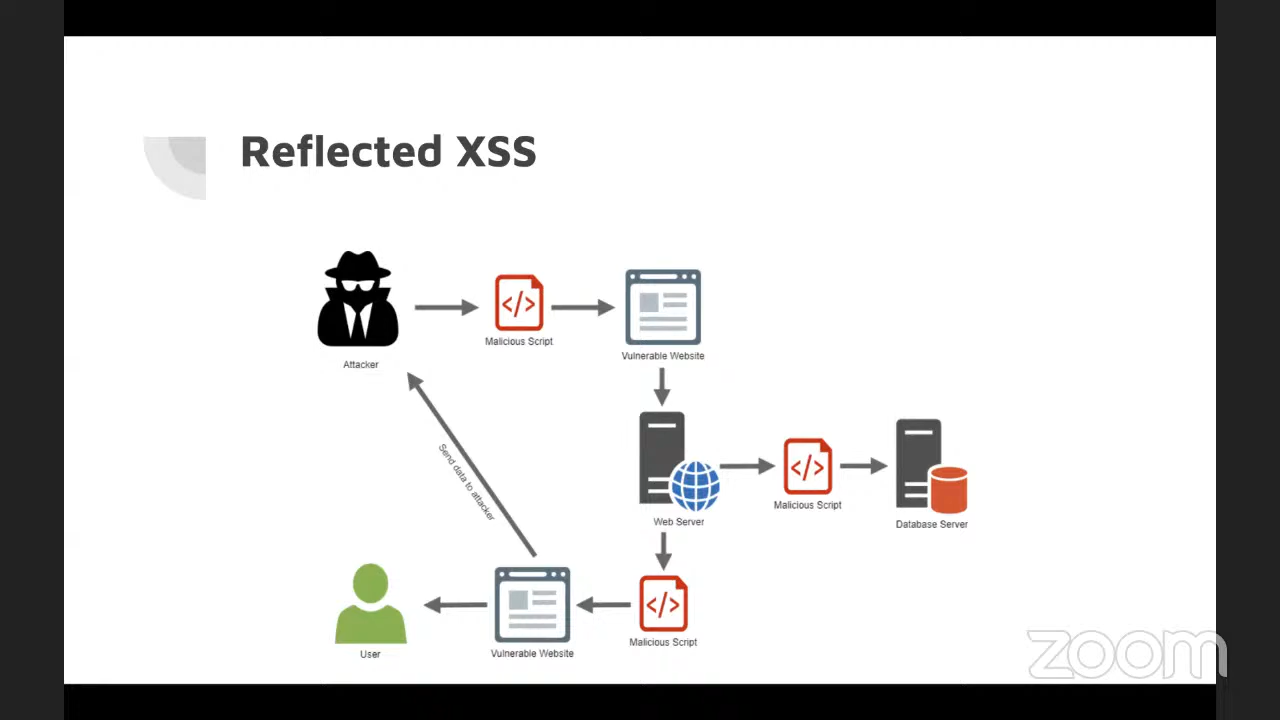 Reflected XSS
Attacker
Malicious Script
Vulnerable Website
Send data to attacker
Web Server
Malicious Script
Database Server
User
Vulnerable Website
Malicious Script
zoom